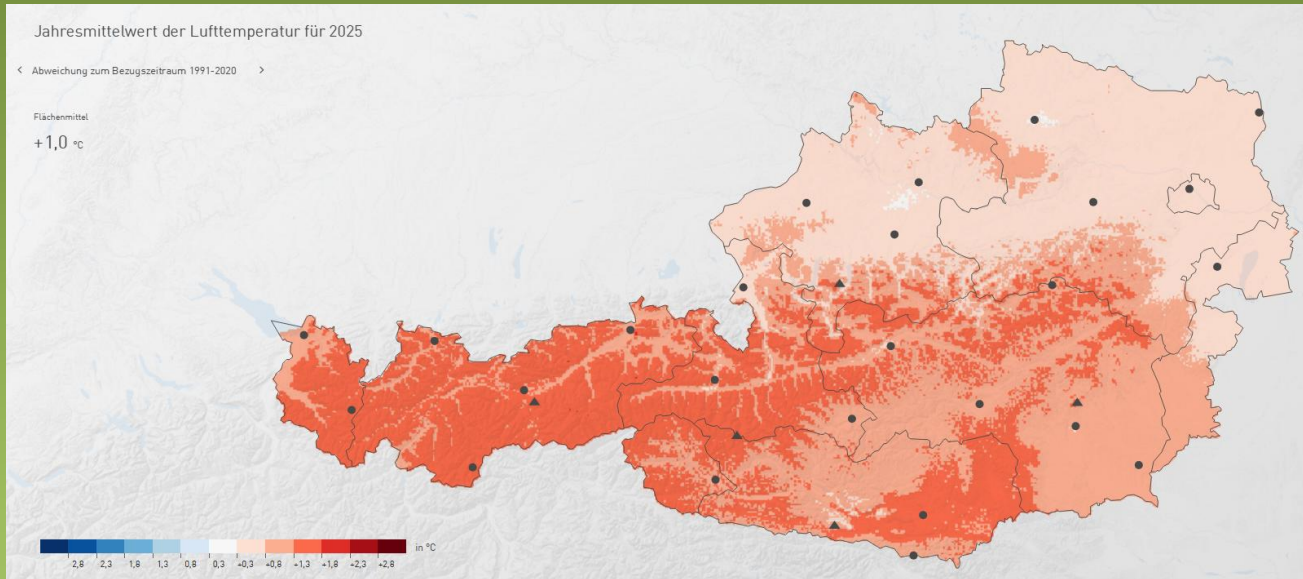 Jahresmittelwert der Lufttemperatur für 2025
< Abweichung zum Bezugszeitraum 1991-2020 >
Flächenmittel
+1,0 °C
in °C
2,8 2,3 1,8 1,3 0,8 0,3 +0,3 +0,8 +1,3 +1,8 +2,3 +2,8